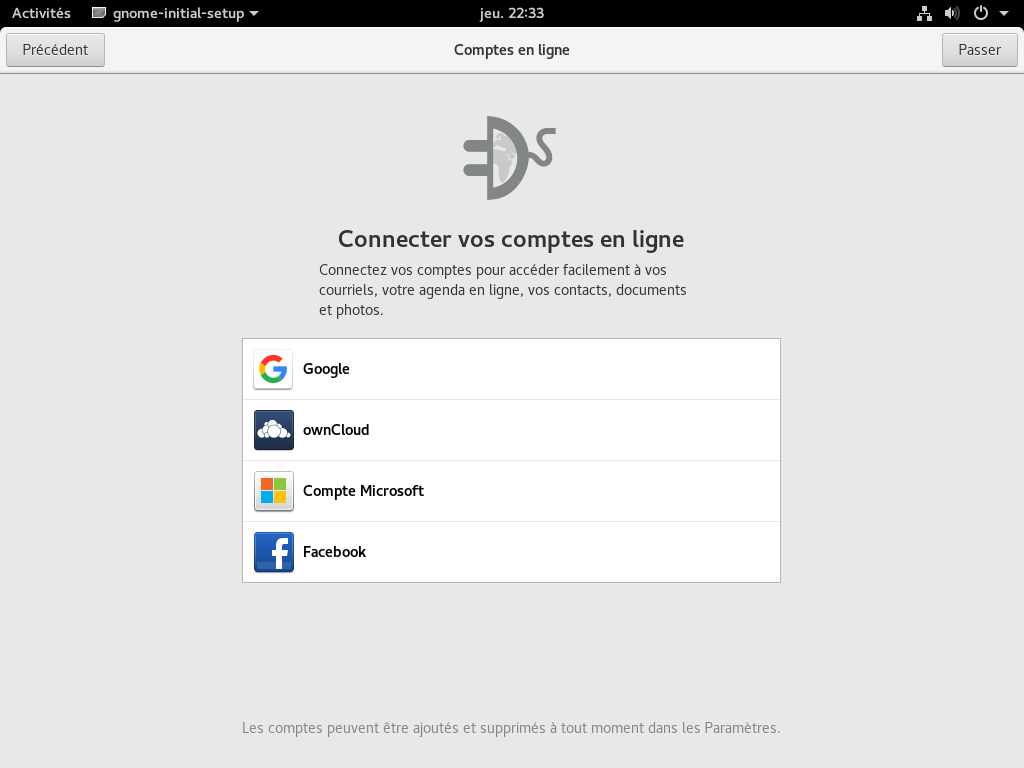 Activités gnome-initial-setup jeu. 22:33
Précédent Comptes en ligne Passer
Connecter vos comptes en ligne
Connectez vos comptes pour accéder facilement à vos
courriels, votre agenda en ligne, vos contacts, documents
et photos.
Google
ownCloud
Compte Microsoft
Facebook
Les comptes peuvent être ajoutés et supprimés à tout moment dans les Paramètres.